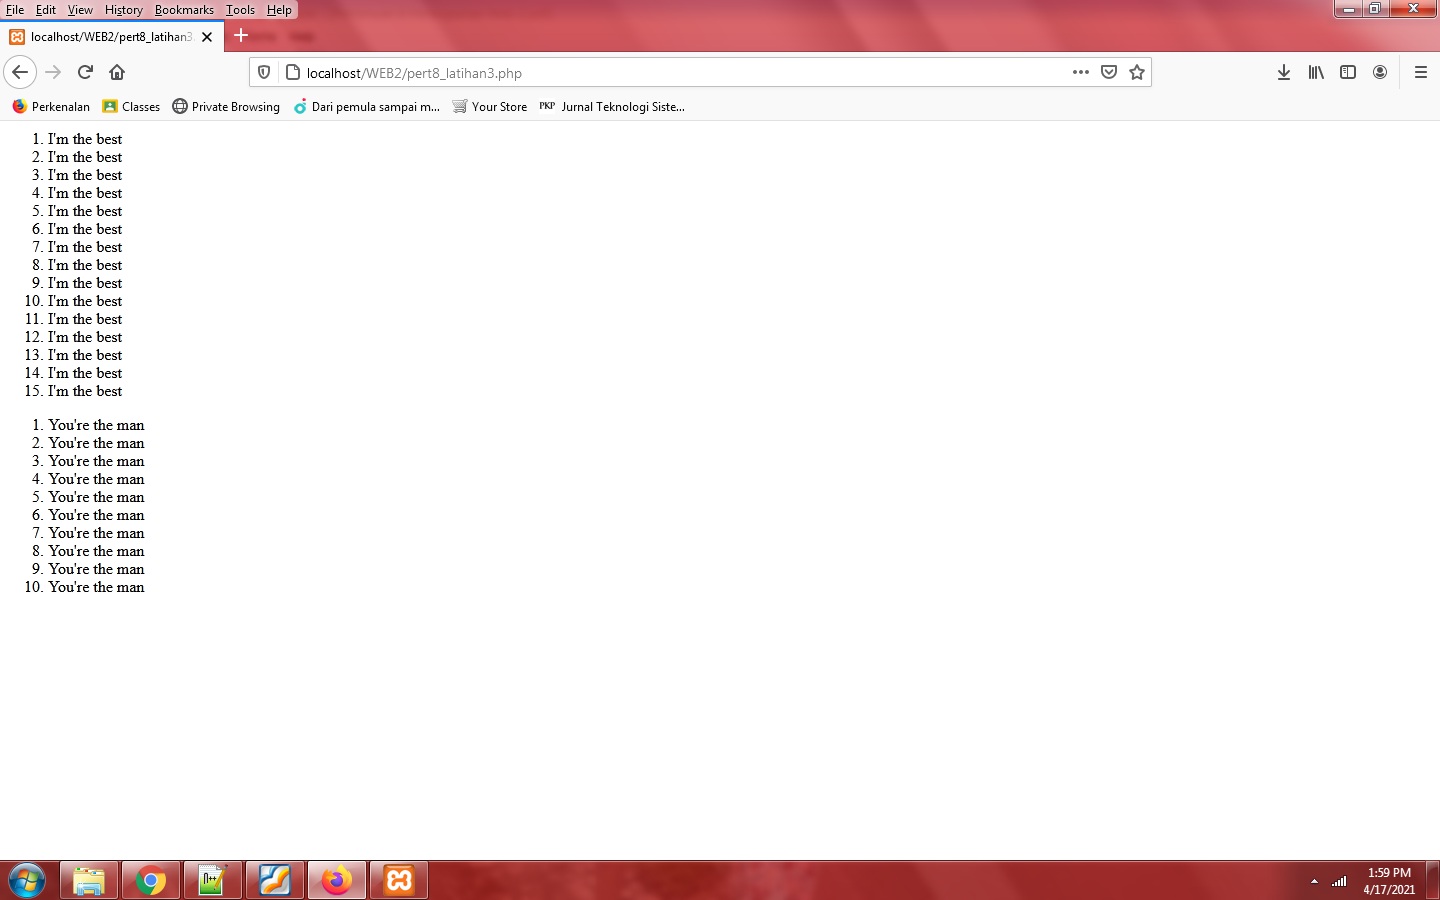 File Edit View History Bookmarks Tools Help
localhost/WEB2/pert8_latihan3
localhost/WEB2/pert8_latihan3.php
Perkenalan Classes Private Browsing Dari pemula sampai m... Your Store PKP Jurnal Teknologi Siste...
1. I'm the best
2. I'm the best
3. I'm the best
4. I'm the best
5. I'm the best
6. I'm the best
7. I'm the best
8. I'm the best
9. I'm the best
10. I'm the best
11. I'm the best
12. I'm the best
13. I'm the best
14. I'm the best
15. I'm the best
1. You're the man
2. You're the man
3. You're the man
4. You're the man
5. You're the man
6. You're the man
7. You're the man
8. You're the man
9. You're the man
10. You're the man
1:59 PM
4/17/2021